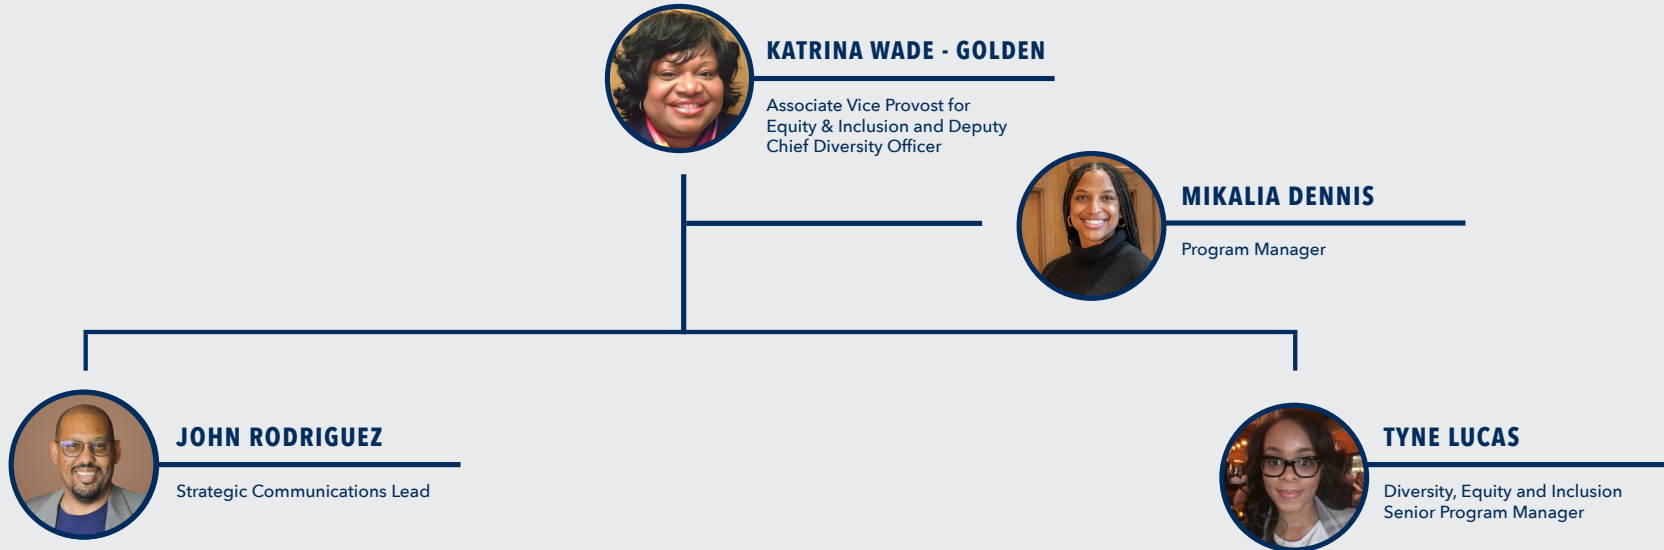 KATRINA WADE - GOLDEN
Associate Vice Provost for
Equity & Inclusion and Deputy
Chief Diversity Officer
MIKALIA DENNIS
Program Manager
JOHN RODRIGUEZ
Strategic Communications Lead
TYNE LUCAS
Diversity, Equity and Inclusion
Senior Program Manager